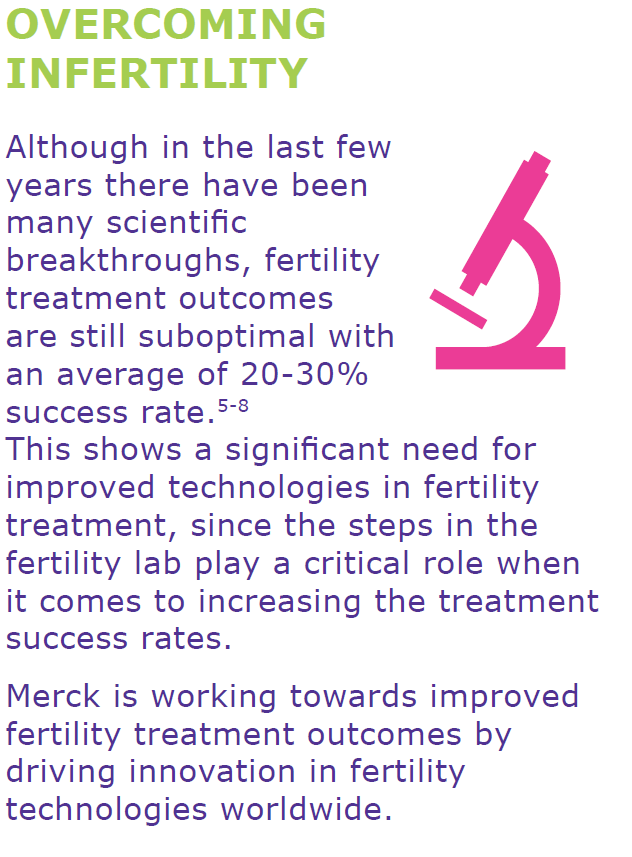 OVERCOMING
INFERTILITY
Although in the last few
years there have been
many scientific
breakthroughs, fertility
treatment outcomes
are still suboptimal with
an average of 20-30%
success rate.5-8
This shows a significant need for
improved technologies in fertility
treatment, since the steps in the
fertility lab play a critical role when
it comes to increasing the treatment
success rates.
Merck is working towards improved
fertility treatment outcomes by
driving innovation in fertility
technologies worldwide.